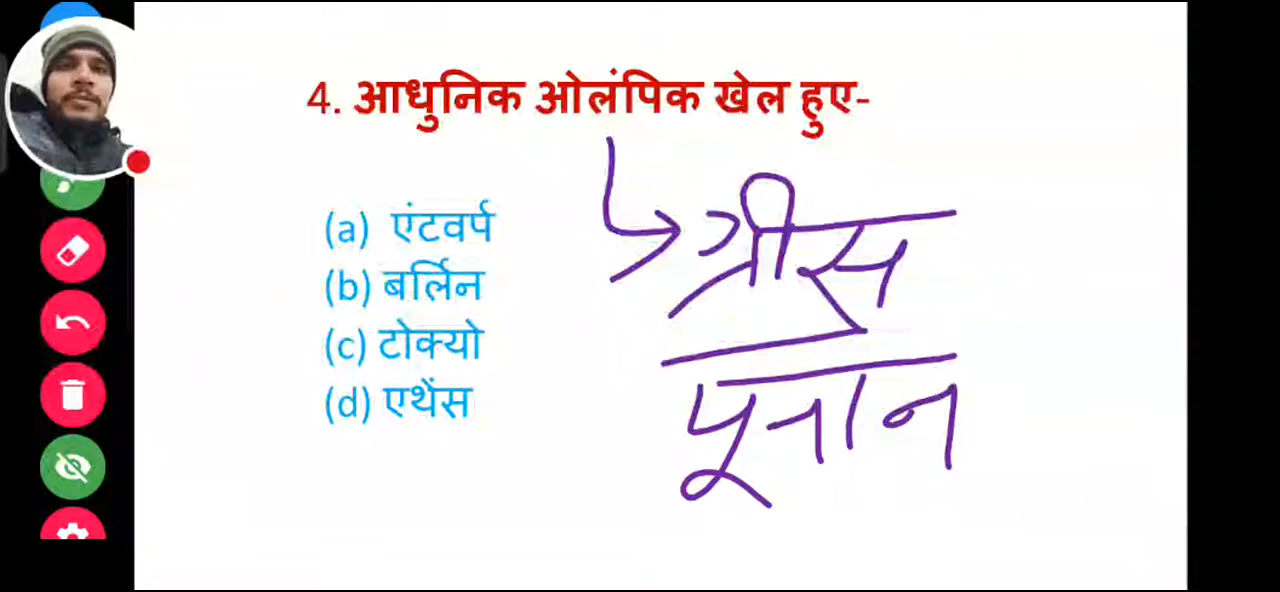 4. आधुनिक ओलंपिक खेल हुए-
(a) एंटवर्प
(b) बर्लिन
(c) टोक्यो
(d) एथेंस
ग्रीस
यूनान